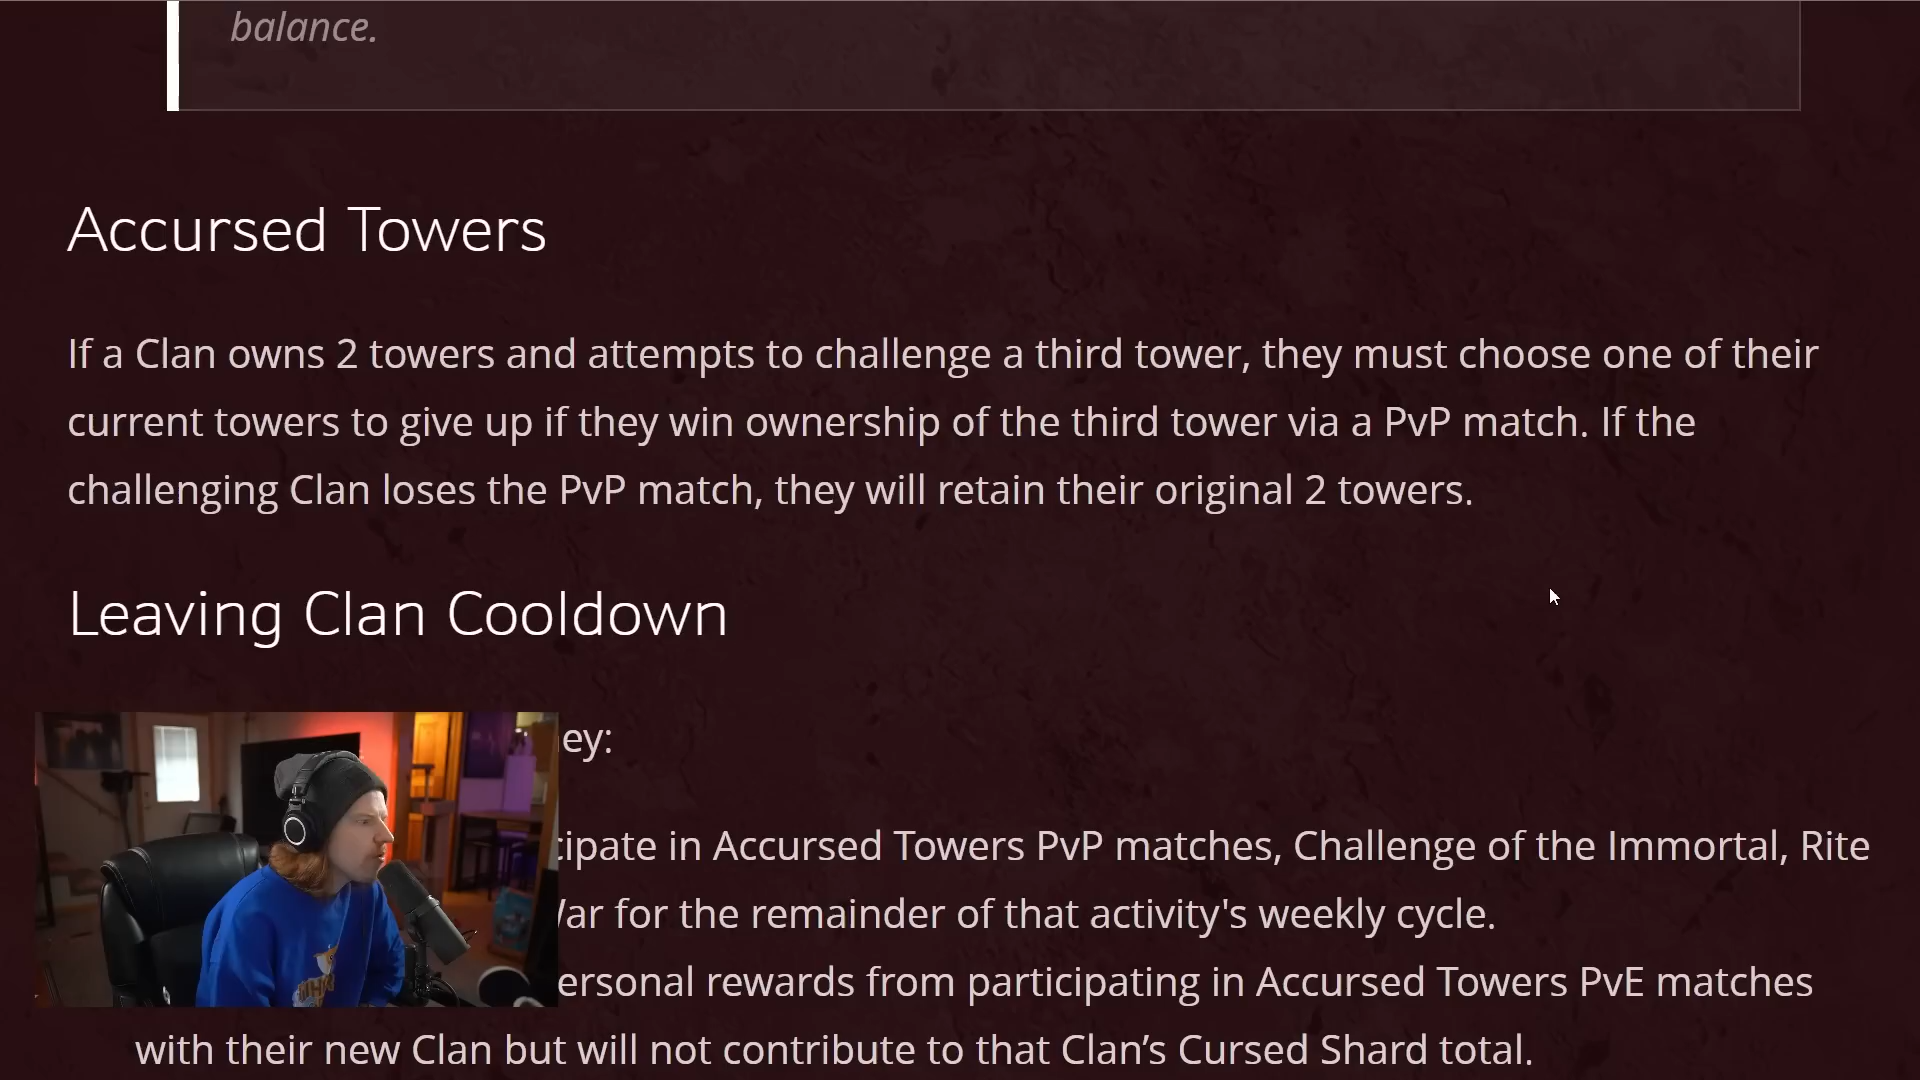 balance.
Accursed Towers
If a Clan owns 2 towers and attempts to challenge a third tower, they must choose one of their
current towers to give up if they win ownership of the third tower via a PvP match. If the
challenging Clan loses the PvP match, they will retain their original 2 towers.
Leaving Clan Cooldown
ey:
cipate in Accursed Towers PvP matches, Challenge of the Immortal, Rite
War for the remainder of that activity's weekly cycle.
ersonal rewards from participating in Accursed Towers PvE matches
with their new Clan but will not contribute to that Clan’s Cursed Shard total.